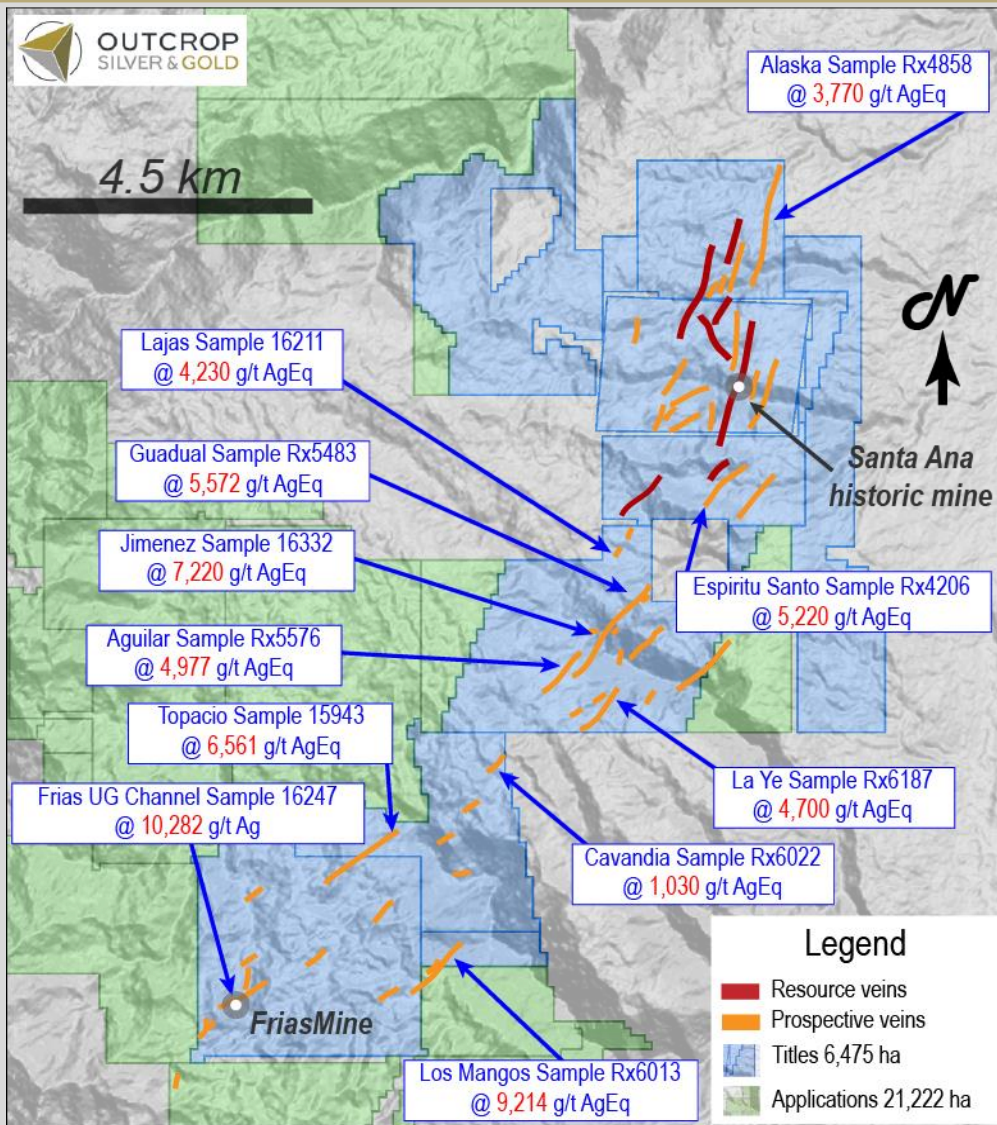 OUTCROP
SILVER & GOLD
Alaska Sample Rx4858
@ 3,770 g/t AgEq
4.5 km
N
Lajas Sample 16211
@ 4,230 g/t AgEq
Guadual Sample Rx5483
@ 5,572 g/t AgEq
Santa Ana
historic mine
Jimenez Sample 16332
@ 7,220 g/t AgEq
Espiritu Santo Sample Rx4206
@ 5,220 g/t AgEq
Aguilar Sample Rx5576
@ 4,977 g/t AgEq
Topacio Sample 15943
@ 6,561 g/t AgEq
La Ye Sample Rx6187
@ 4,700 g/t AgEq
Frias UG Channel Sample 16247
@ 10,282 g/t Ag
Cavandia Sample Rx6022
@ 1,030 g/t AgEq
FriasMine
Los Mangos Sample Rx6013
@ 9,214 g/t AgEq
Legend
Resource veins
Prospective veins
Titles 6,475 ha
Applications 21,222 ha